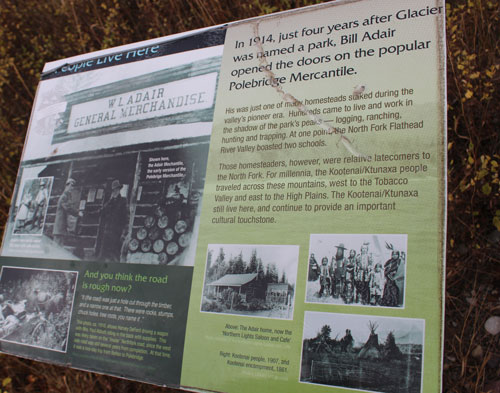 People Live Here
W. L. ADAIR
GENERAL MERCHANDISE
Shown here,
the Adair Mercantile,
the early version of the
Polebridge Mercantile.
And you think the road
is rough now?
In 1914, just four years after Glacier
was named a park, Bill Adair
opened the doors on the popular
Polebridge Mercantile.
His was just one of many homesteads staked during the
valley's pioneer era. Hundreds came to live and work in
the shadow of the park's peaks — logging, ranching,
hunting and trapping. At one point, the North Fork Flathead
River Valley boasted two schools.
Those homesteaders, however, were relative latecomers to
the North Fork. For millennia, the Kootenai/Ktunaxa people
traveled across these mountains, west to the Tobacco
Valley and east to the High Plains. The Kootenai/Ktunaxa
still live here, and continue to provide an important
cultural touchstone.
Above: The Adair home, now the
Northern Lights Saloon and Cafe.
Right: Kootenai people, 1907, and
Kootenai encampment, 1861.